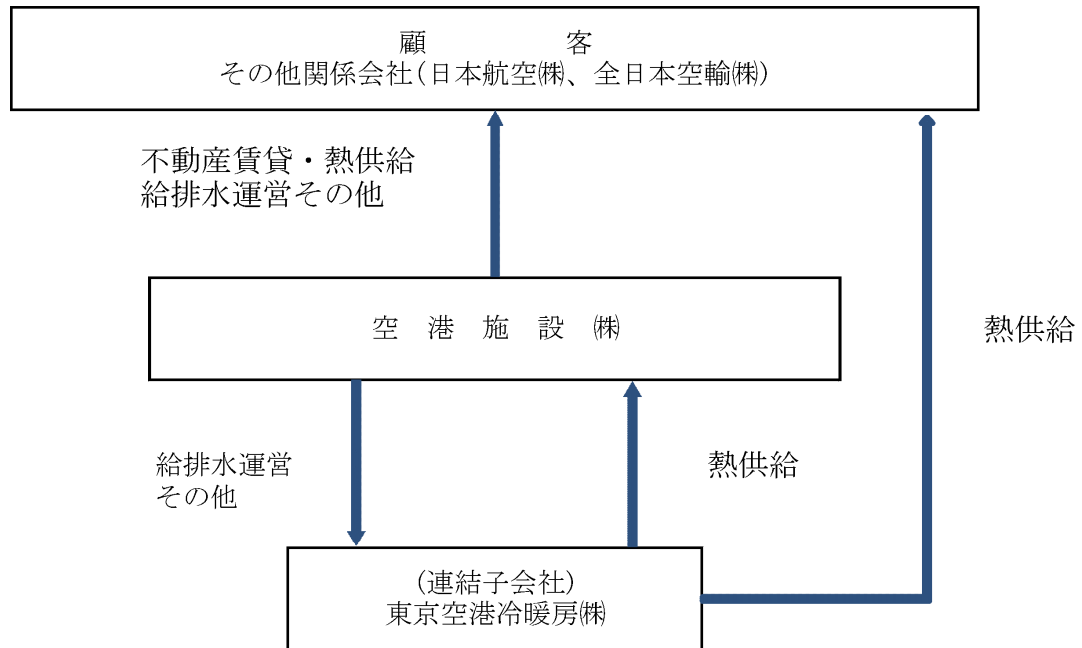 顧　　　　客
その他関係会社(日本航空㈱、全日本空輸㈱)
不動産賃貸・熱供給
給排水運営その他
空　港　施　設　㈱
熱供給
給排水運営
その他
熱供給
(連結子会社)
東京空港冷暖房㈱